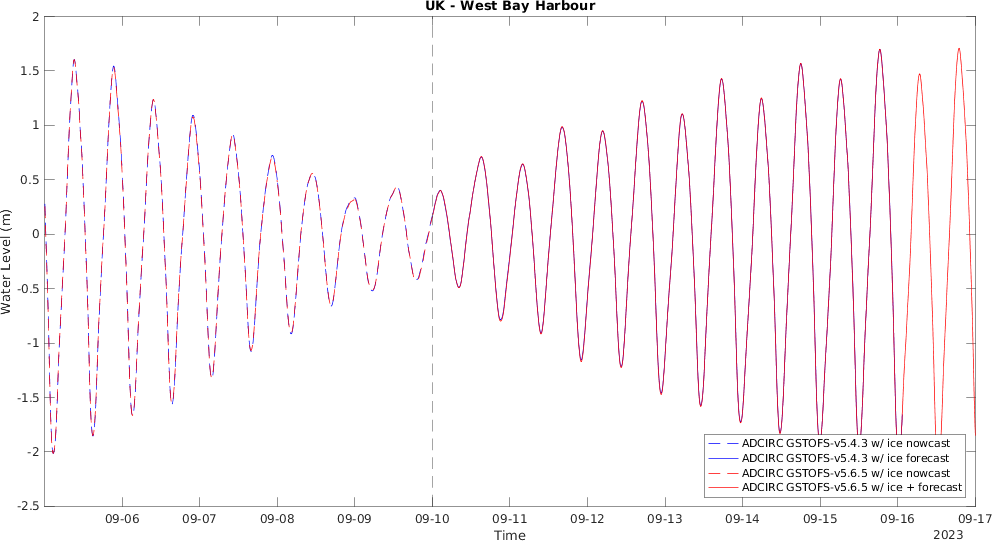 UK - West Bay Harbour
2
1.5
1
0.5
0
-0.5
-1
-1.5
-2
-2.5
Water Level (m)
ADCIRC GSTOFS-v5.4.3 w/ ice nowcast
ADCIRC GSTOFS-v5.4.3 w/ ice forecast
ADCIRC GSTOFS-v5.6.5 w/ ice nowcast
ADCIRC GSTOFS-v5.6.5 w/ ice + forecast
09-06 09-07 09-08 09-09 09-10 09-11 09-12 09-13 09-14 09-15 09-16 09-17
Time
2023